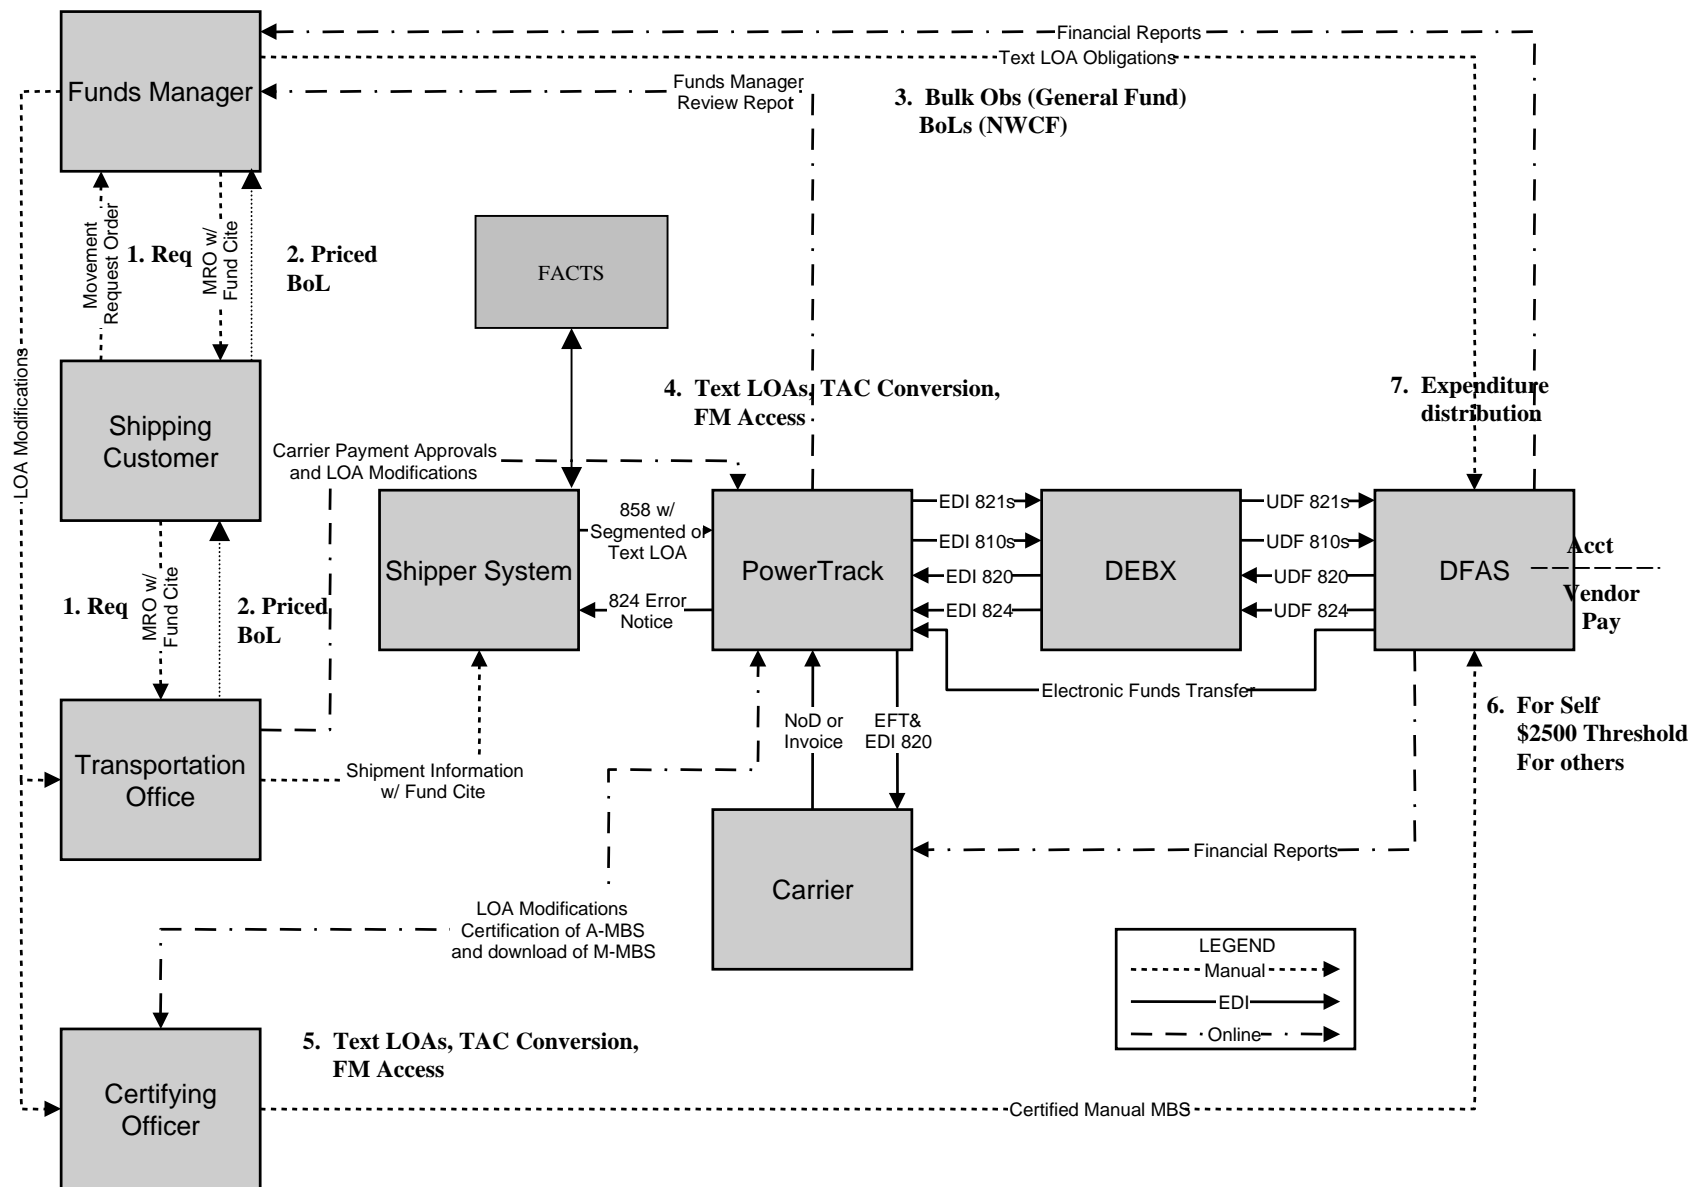 Financial Reports
Text LOA Obligations
Funds Manager
Review Repot
3. Bulk Obs (General Fund)
BoLs (NWCF)
Funds Manager
Movement
Request Order
1. Req
MRO w/
Fund Cite
2. Priced
BoL
FACTS
LOA Modifications
4. Text LOAs, TAC Conversion,
FM Access
7. Expenditure
distribution
Shipping
Customer
Carrier Payment Approvals
and LOA Modifications
858 w/
Segmented or
Text LOA
Shipper System
824 Error
Notice
PowerTrack
EDI 821s
EDI 810s
EDI 820
EDI 824
DEBX
UDF 821s
UDF 810s
UDF 820
UDF 824
DFAS
Acct
Vendor
Pay
1. Req
MRO w/
Fund Cite
2. Priced
BoL
Electronic Funds Transfer
NoD or
Invoice
EFT&
EDI 820
6. For Self
$2500 Threshold
For others
Transportation
Office
Shipment Information
w/ Fund Cite
Financial Reports
Carrier
LOA Modifications
Certification of A-MBS
and download of M-MBS
LEGEND
Manual
EDI
Online
5. Text LOAs, TAC Conversion,
FM Access
Certifying
Officer
Certified Manual MBS